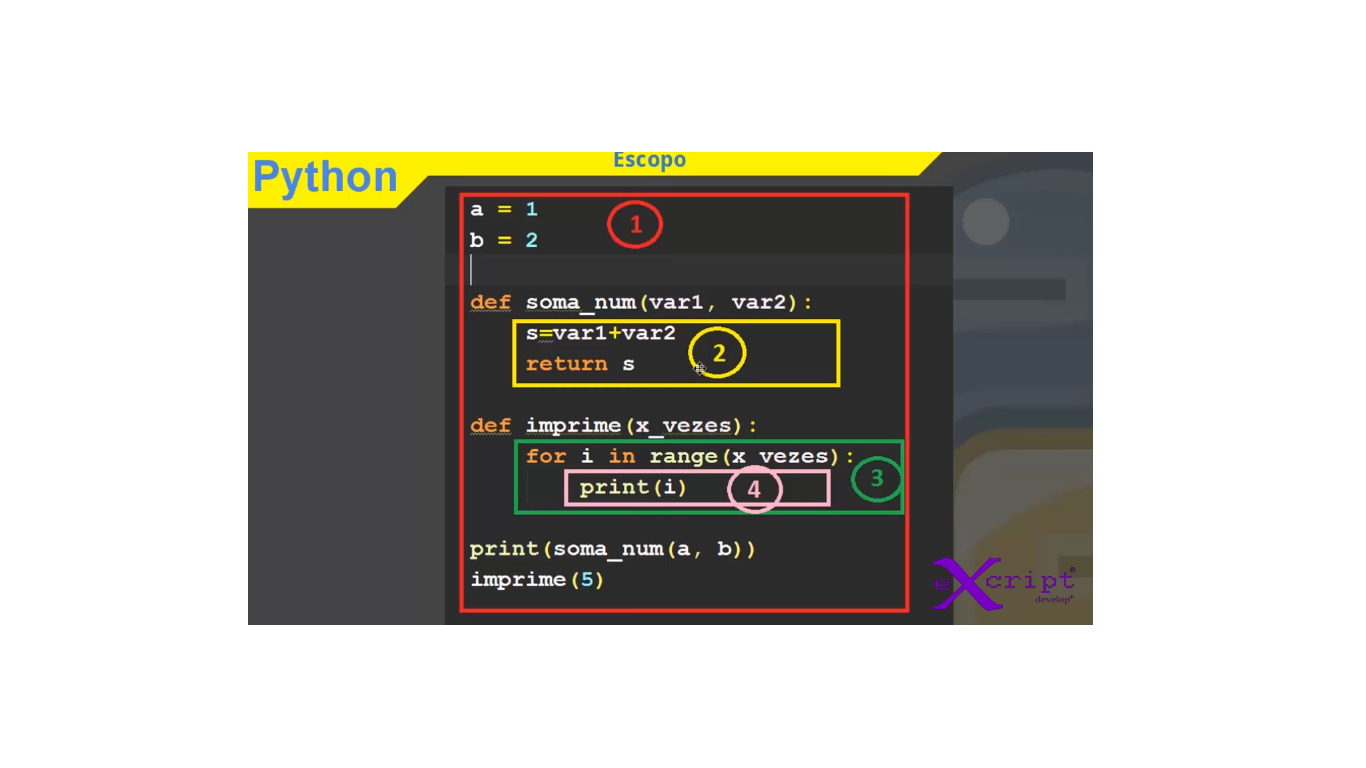 Python
Escopo
a = 1
1
b = 2
def soma_num(var1, var2):
s=var1+var2
2
return s
def imprime(x_vezes):
for i in range(x_vezes):
3
print(i)
4
print(soma_num(a, b))
imprime(5)
eXcript®
develop+